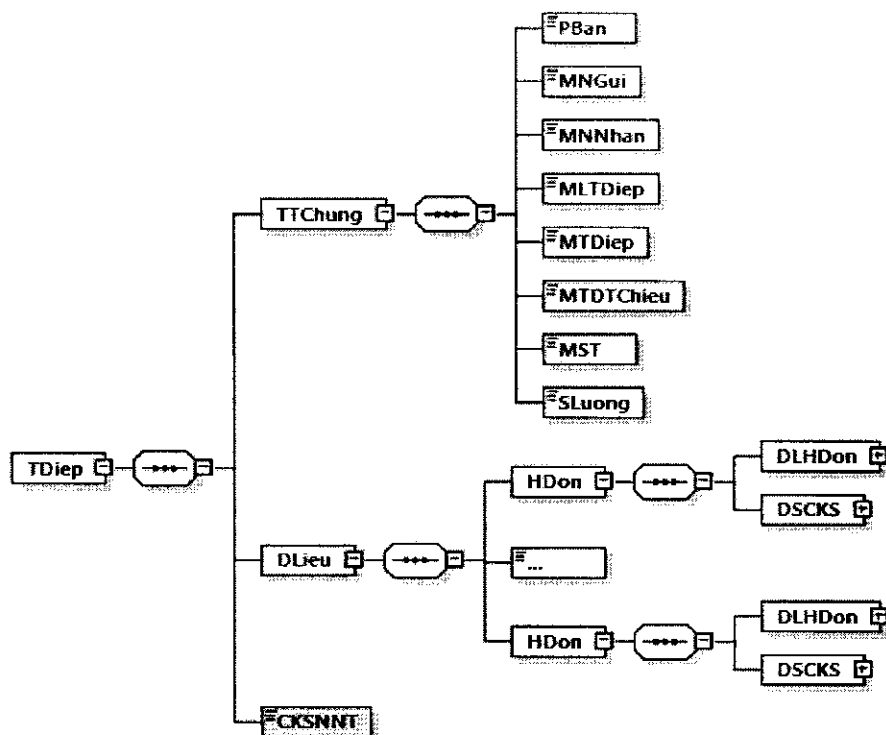 PBan
MNGui
MNNhan
MLTDiep
TTChung
MTDiep
MTDTChieu
MST
SLuong
TDiep
DLHDon
HDon
DSCKS
DLieu
...
DLHDon
HDon
DSCKS
CKSNNT